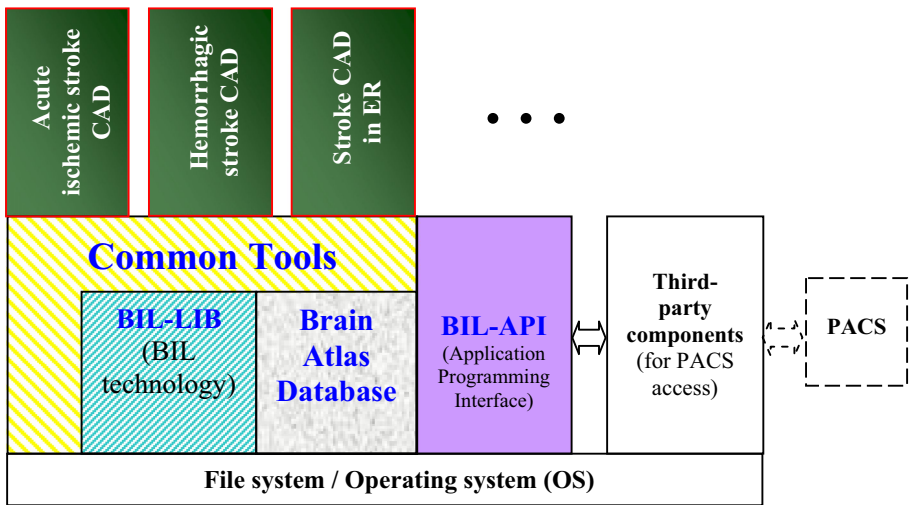 Acute
ischemic stroke
CAD
Hemorrhagic
stroke CAD
Stroke CAD
in ER
• • •
Common Tools
BIL-LIB
(BIL
technology)
Brain
Atlas
Database
BIL-API
(Application
Programming
Interface)
Third-
party
components
(for PACS
access)
PACS
File system / Operating system (OS)